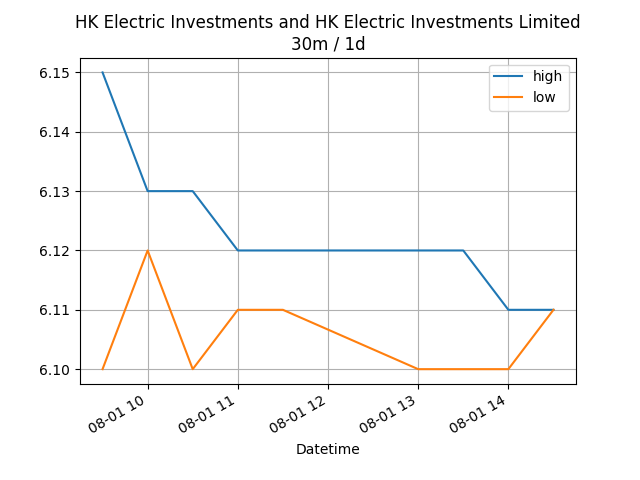 HK Electric Investments and HK Electric Investments Limited
30m / 1d
high
low
6.15
6.14
6.13
6.12
6.11
6.10
08-01 10
08-01 11
08-01 12
08-01 13
08-01 14
Datetime